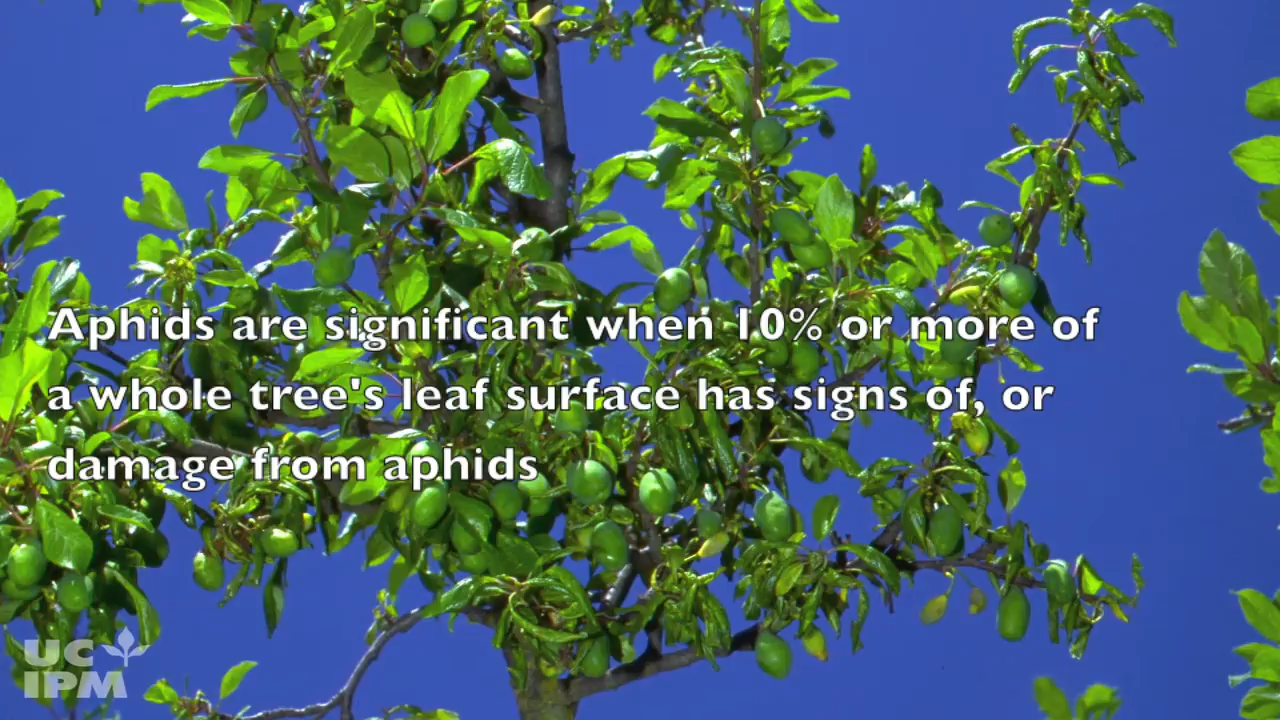 Aphids are significant when 10% or more of
a whole tree's leaf surface has signs of, or
damage from aphids
UC
IPM